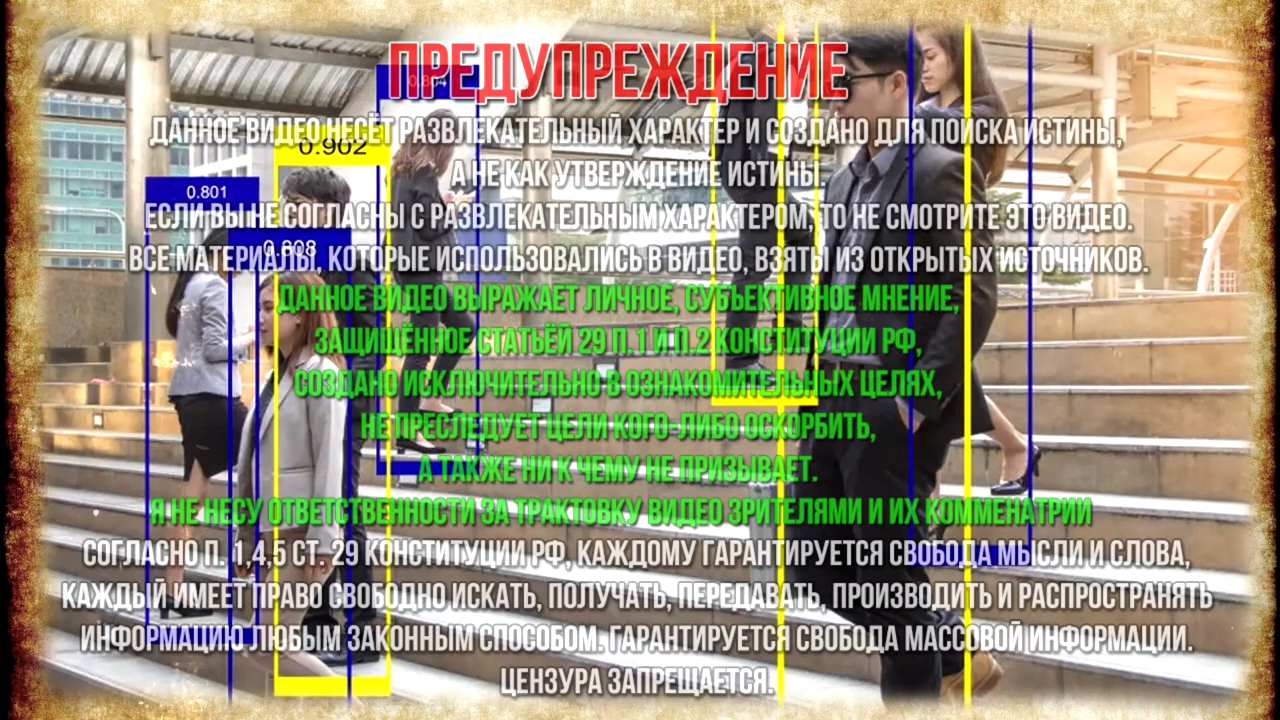 ПРЕДУПРЕЖДЕНИЕ
0.804
ДАННОЕ ВИДЕО НЕСЁТ РАЗВЛЕКАТЕЛЬНЫЙ ХАРАКТЕР И СОЗДАНО ДЛЯ ПОИСКА ИСТИНЫ,
0.902
А НЕ КАК УТВЕРЖДЕНИЕ ИСТИНЫ.
0.801
ЕСЛИ ВЫ НЕ СОГЛАСНЫ С РАЗВЛЕКАТЕЛЬНЫМ ХАРАКТЕРОМ, ТО НЕ СМОТРИТЕ ЭТО ВИДЕО.
0.808
ВСЕ МАТЕРИАЛЫ, КОТОРЫЕ ИСПОЛЬЗОВАЛИСЬ В ВИДЕО, ВЗЯТЫ ИЗ ОТКРЫТЫХ ИСТОЧНИКОВ.
ДАННОЕ ВИДЕО ВЫРАЖАЕТ ЛИЧНОЕ, СУБЪЕКТИВНОЕ МНЕНИЕ,
ЗАЩИЩЁННОЕ СТАТЬЁЙ 29 П.1 И П.2 КОНСТИТУЦИИ РФ,
СОЗДАНО ИСКЛЮЧИТЕЛЬНО В ОЗНАКОМИТЕЛЬНЫХ ЦЕЛЯХ,
НЕ ПРЕСЛЕДУЕТ ЦЕЛИ КОГО-ЛИБО ОСКОРБИТЬ,
А ТАКЖЕ НИ К ЧЕМУ НЕ ПРИЗЫВАЕТ.
Я НЕ НЕСУ ОТВЕТСТВЕННОСТИ ЗА ТРАКТОВКУ ВИДЕО ЗРИТЕЛЯМИ И ИХ КОММЕНАТРИИ
СОГЛАСНО П. 1,4,5 СТ. 29 КОНСТИТУЦИИ РФ, КАЖДОМУ ГАРАНТИРУЕТСЯ СВОБОДА МЫСЛИ И СЛОВА,
КАЖДЫЙ ИМЕЕТ ПРАВО СВОБОДНО ИСКАТЬ, ПОЛУЧАТЬ, ПЕРЕДАВАТЬ, ПРОИЗВОДИТЬ И РАСПРОСТРАНЯТЬ
ИНФОРМАЦИЮ ЛЮБЫМ ЗАКОННЫМ СПОСОБОМ. ГАРАНТИРУЕТСЯ СВОБОДА МАССОВОЙ ИНФОРМАЦИИ.
ЦЕНЗУРА ЗАПРЕЩАЕТСЯ.